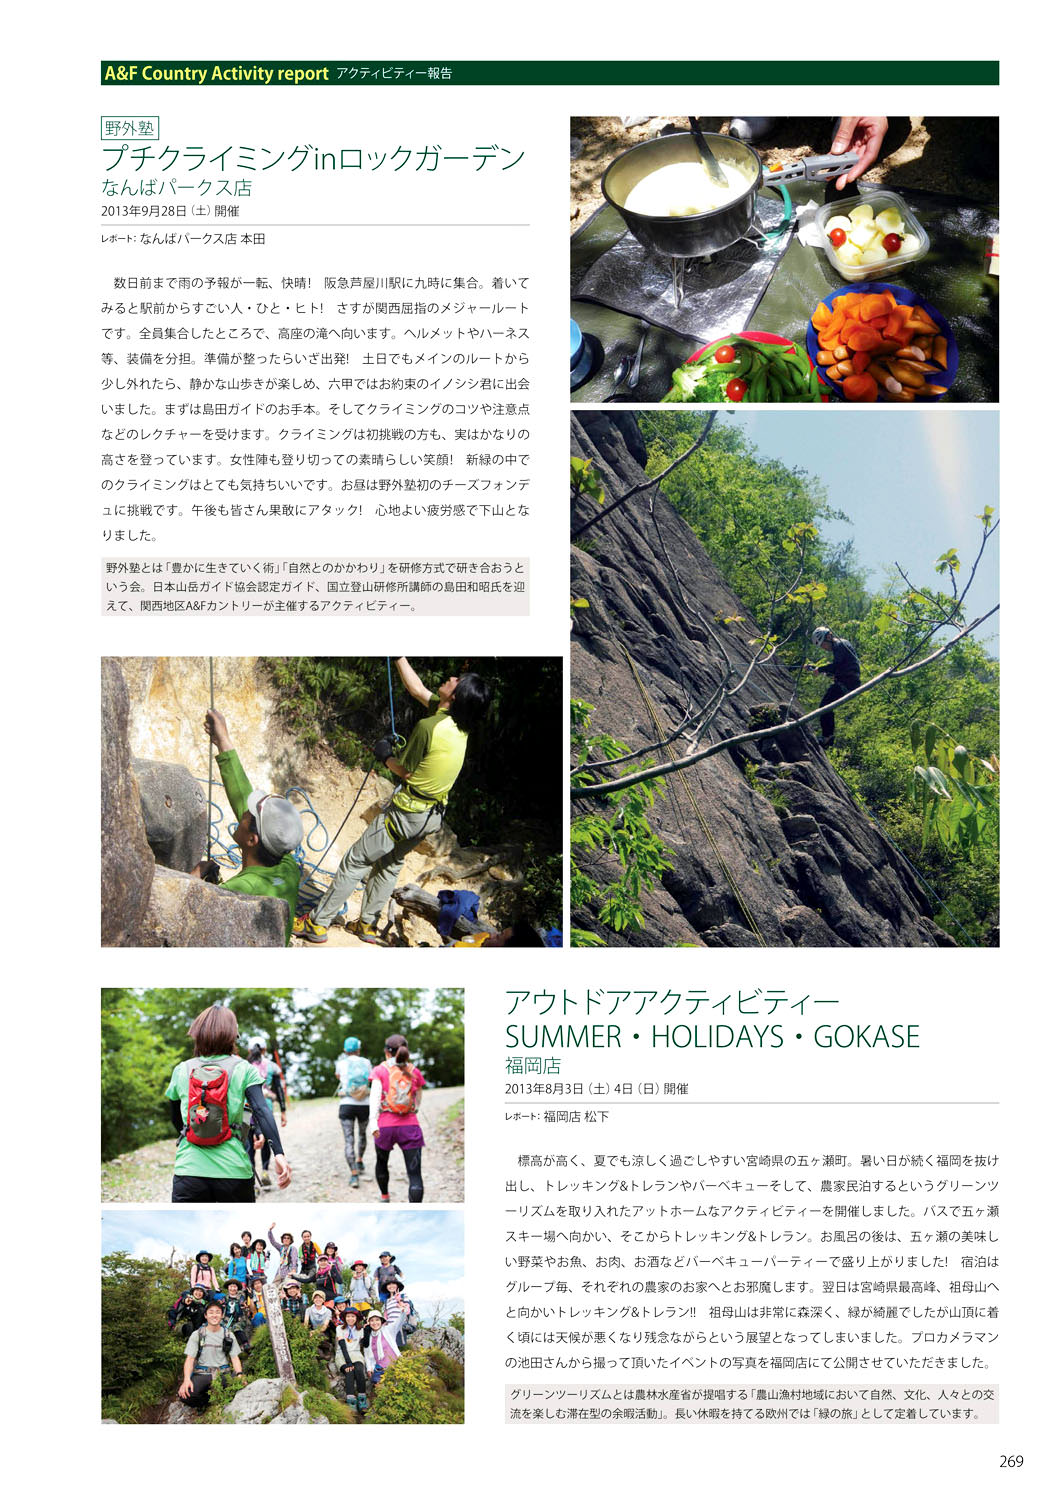 A&F Country Activity report アクティビティー報告
野外塾
プチクライミングinロックガーデン
なんばパークス店
2013年9月28日（土）開催
レポート：なんばパークス店 本田
数日前まで雨の予報が一転、快晴！ 阪急芦屋川駅に九時に集合。着いて
みると駅前からすごい人・ひと・ヒト！ さすが関西屈指のメジャールート
です。全員集合したところで、高座の滝へ向います。ヘルメットやハーネス
等、装備を分担。準備が整ったらいざ出発！ 土日でもメインのルートから
少し外れたら、静かな山歩きが楽しめ、六甲ではお約束のイノシシ君に出会
いました。まずは島田ガイドのお手本。そしてクライミングのコツや注意点
などのレクチャーを受けます。クライミングは初挑戦の方も、実はかなりの
高さを登っています。女性陣も登り切っての素晴らしい笑顔！ 新緑の中で
のクライミングはとても気持ちいいです。お昼は野外塾初のチーズフォンデ
ュに挑戦です。午後も皆さん果敢にアタック！ 心地よい疲労感で下山とな
りました。
野外塾とは「豊かに生きていく術」「自然とのかかわり」を研修方式で研き合おうと
いう会。日本山岳ガイド協会認定ガイド、国立登山研修所講師の島田和昭氏を迎
えて、関西地区A&Fカントリーが主催するアクティビティー。
アウトドアアクティビティー
SUMMER・HOLIDAYS・GOKASE
福岡店
2013年8月3日（土）4日（日）開催
レポート：福岡店 松下
標高が高く、夏でも涼しく過ごしやすい宮崎県の五ヶ瀬町。暑い日が続く福岡を抜け
出し、トレッキング&トレランやバーベキューそして、農家民泊するというグリーンツ
ーリズムを取り入れたアットホームなアクティビティーを開催しました。バスで五ヶ瀬
スキー場へ向かい、そこからトレッキング&トレラン。お風呂の後は、五ヶ瀬の美味し
い野菜やお魚、お肉、お酒などバーベキューパーティーで盛り上がりました！ 宿泊は
グループ毎、それぞれの農家のお家へとお邪魔します。翌日は宮崎県最高峰、祖母山へ
と向かいトレッキング&トレラン!! 祖母山は非常に森深く、緑が綺麗でしたが山頂に着
く頃には天候が悪くなり残念ながらという展望となってしまいました。プロカメラマン
の池田さんから撮って頂いたイベントの写真を福岡店にて公開させていただきました。
グリーンツーリズムとは農林水産省が提唱する「農山漁村地域において自然、文化、人々との交
流を楽しむ滞在型の余暇活動」。長い休暇を持てる欧州では「緑の旅」として定着しています。
269